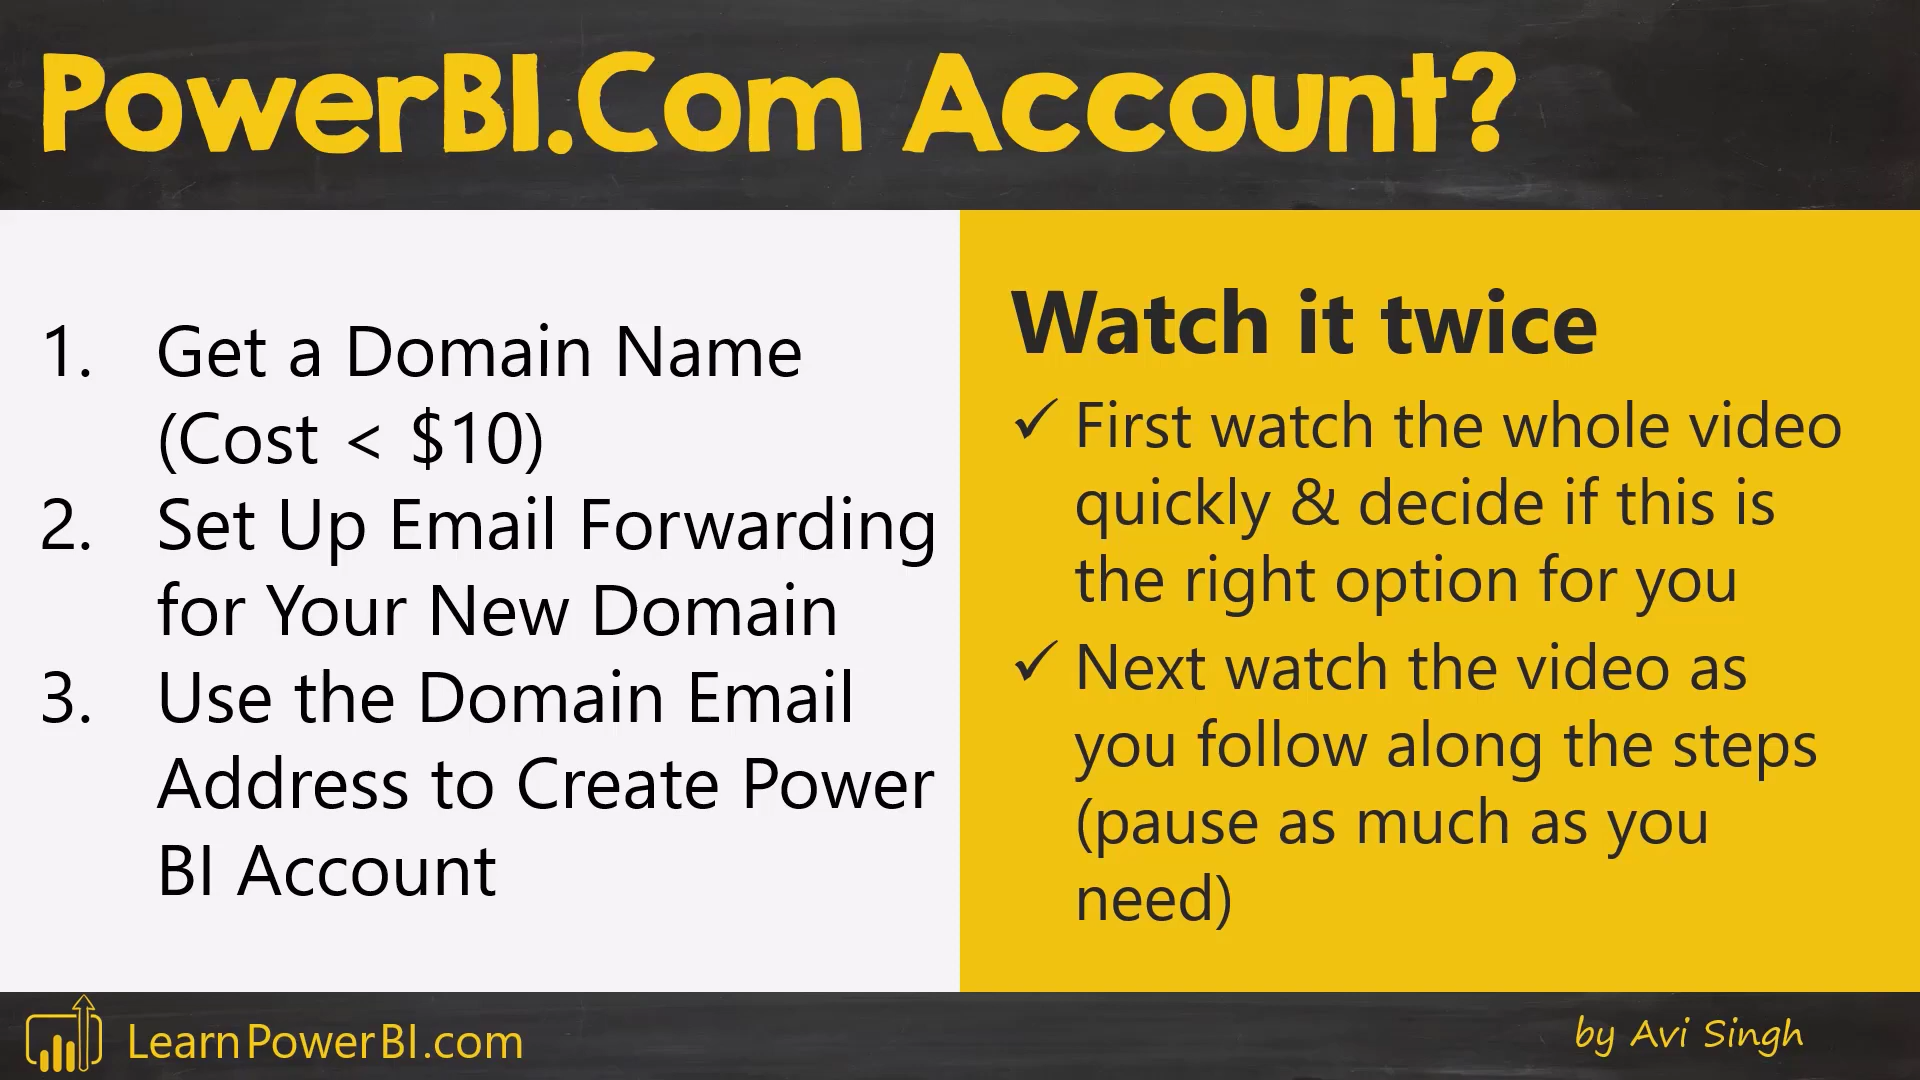 PowerBI.Com Account?
1. Get a Domain Name
(Cost < $10)
2. Set Up Email Forwarding
for Your New Domain
3. Use the Domain Email
Address to Create Power
BI Account
Watch it twice
✓ First watch the whole video
quickly & decide if this is
the right option for you
✓ Next watch the video as
you follow along the steps
(pause as much as you
need)
LearnPowerBI.com
by Avi Singh